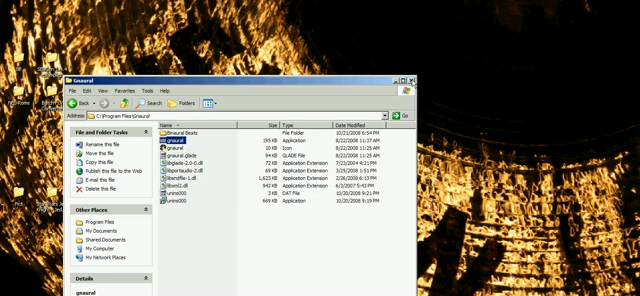 Gnaural
File Edit View Favorites Tools Help
Back Search Folders
Address C:\Program Files\Gnaural Go
Name Size Type Date Modified
Binaural Beats File Folder 10/21/2008 6:54 PM
gnaural 195 KB Application 8/22/2008 11:37 AM
gnaural 10 KB Icon 8/22/2008 11:25 AM
gnaural.glade 94 KB GLADE File 8/22/2008 11:25 AM
libglade-2.0-0.dll 72 KB Application Extension 7/23/2004 4:21 PM
libportaudio-2.dll 69 KB Application Extension 3/25/2008 1:51 PM
libsndfile-1.dll 1,623 KB Application Extension 2/26/2008 6:13 PM
libxml2.dll 942 KB Application Extension 6/3/2007 5:43 PM
unins000 3 KB DAT File 10/20/2008 9:21 PM
unins000 669 KB Application 10/20/2008 9:19 PM
File and Folder Tasks
Rename this file
Move this file
Copy this file
Publish this file to the Web
E-mail this file
Delete this file
Other Places
Program Files
My Documents
Shared Documents
My Computer
My Network Places
Details
gnaural